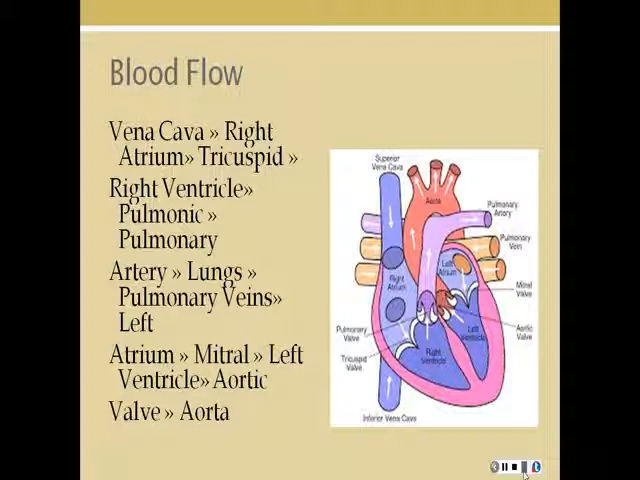 Blood Flow
Vena Cava » Right
Atrium» Tricuspid »
Right Ventricle»
Pulmonic »
Pulmonary
Artery » Lungs »
Pulmonary Veins»
Left
Atrium » Mitral » Left
Ventricle» Aortic
Valve » Aorta
Superior
Vena Cava
Aorta
Pulmonary
Artery
Pulmonary
Vein
Left
Atrium
Right
Atrium
Mitral
Valve
Pulmonary
Valve
Aortic
Valve
Left
Ventricle
Tricuspid
Valve
Right
Ventricle
Inferior Vena Cava